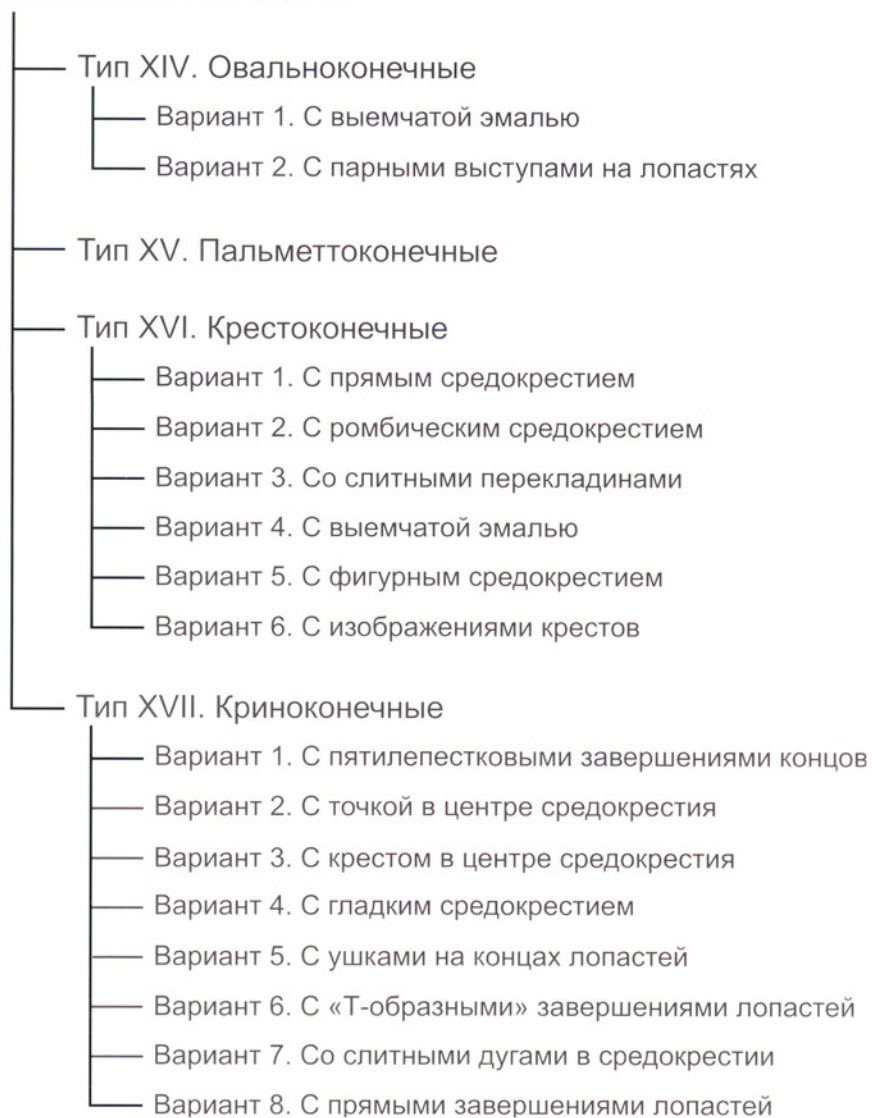 Тип XIV. Овальноконечные
Вариант 1. С выемчатой эмалью
Вариант 2. С парными выступами на лопастях
Тип XV. Пальметтоконечные
Тип XVI. Крестоконечные
Вариант 1. С прямым средокрестием
Вариант 2. С ромбическим средокрестием
Вариант 3. Со слитными перекладинами
Вариант 4. С выемчатой эмалью
Вариант 5. С фигурным средокрестием
Вариант 6. С изображениями крестов
Тип XVII. Криноконечные
Вариант 1. С пятилепестковыми завершениями концов
Вариант 2. С точкой в центре средокрестия
Вариант 3. С крестом в центре средокрестия
Вариант 4. С гладким средокрестием
Вариант 5. С ушками на концах лопастей
Вариант 6. С «Т-образными» завершениями лопастей
Вариант 7. Со слитными дугами в средокрестии
Вариант 8. С прямыми завершениями лопастей